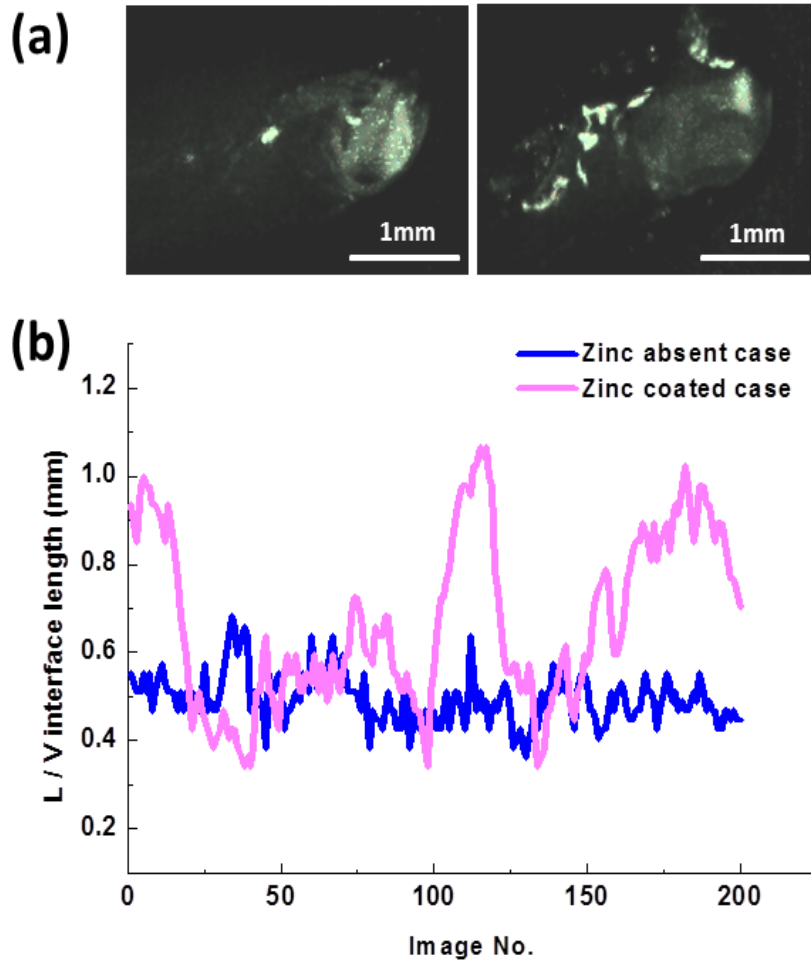 (a)
1mm
1mm
(b)
Zinc absent case
Zinc coated case
1.2
1.0
0.8
0.6
0.4
0.2
L / V interface length (mm)
0 50 100 150 200
Image No.